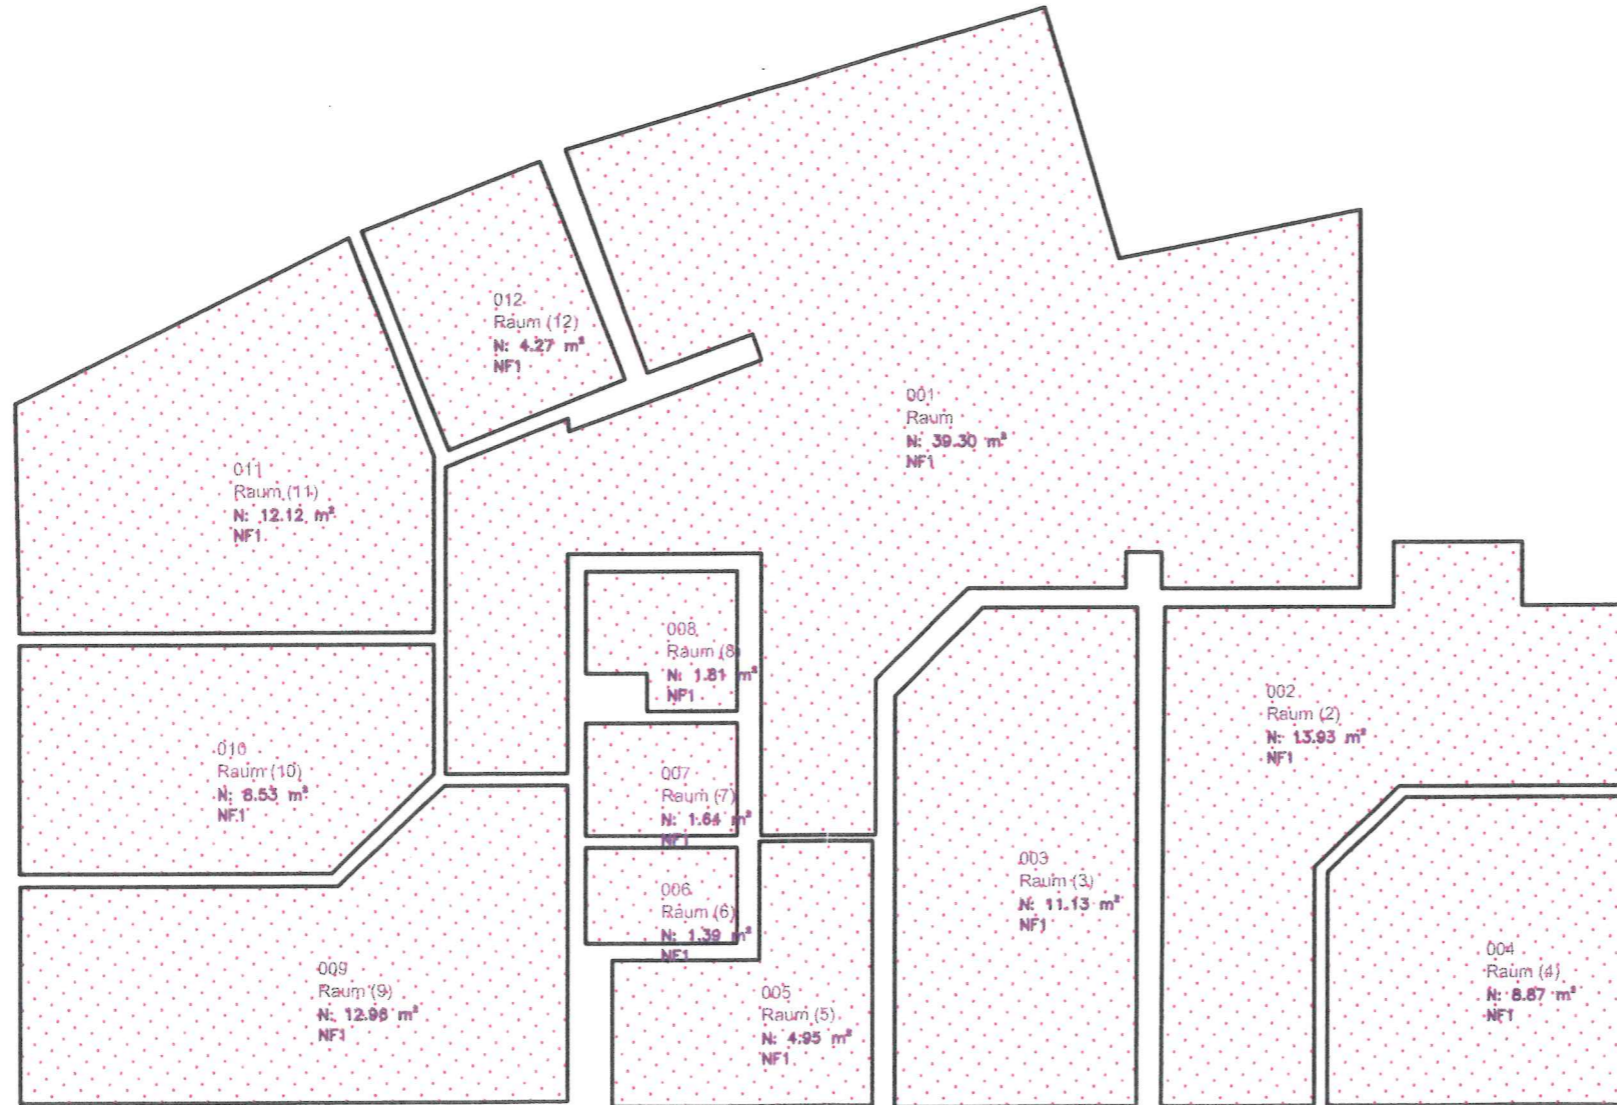 012
Raum (12)
N: 4.27 m²
NF1
001
Raum
N: 39.30 m²
NF1
011
Raum (11)
N: 12.12 m²
NF1
008
Raum (8)
N: 1.81 m²
NF1
002
Raum (2)
N: 13.93 m²
NF1
010
Raum (10)
N: 8.53 m²
NF1
007
Raum (7)
N: 1.64 m²
NF1
003
Raum (3)
N: 11.13 m²
NF1
006
Raum (6)
N: 1.39 m²
NF1
004
Raum (4)
N: 8.87 m²
NF1
009
Raum (9)
N: 12.98 m²
NF1
005
Raum (5)
N: 4.95 m²
NF1